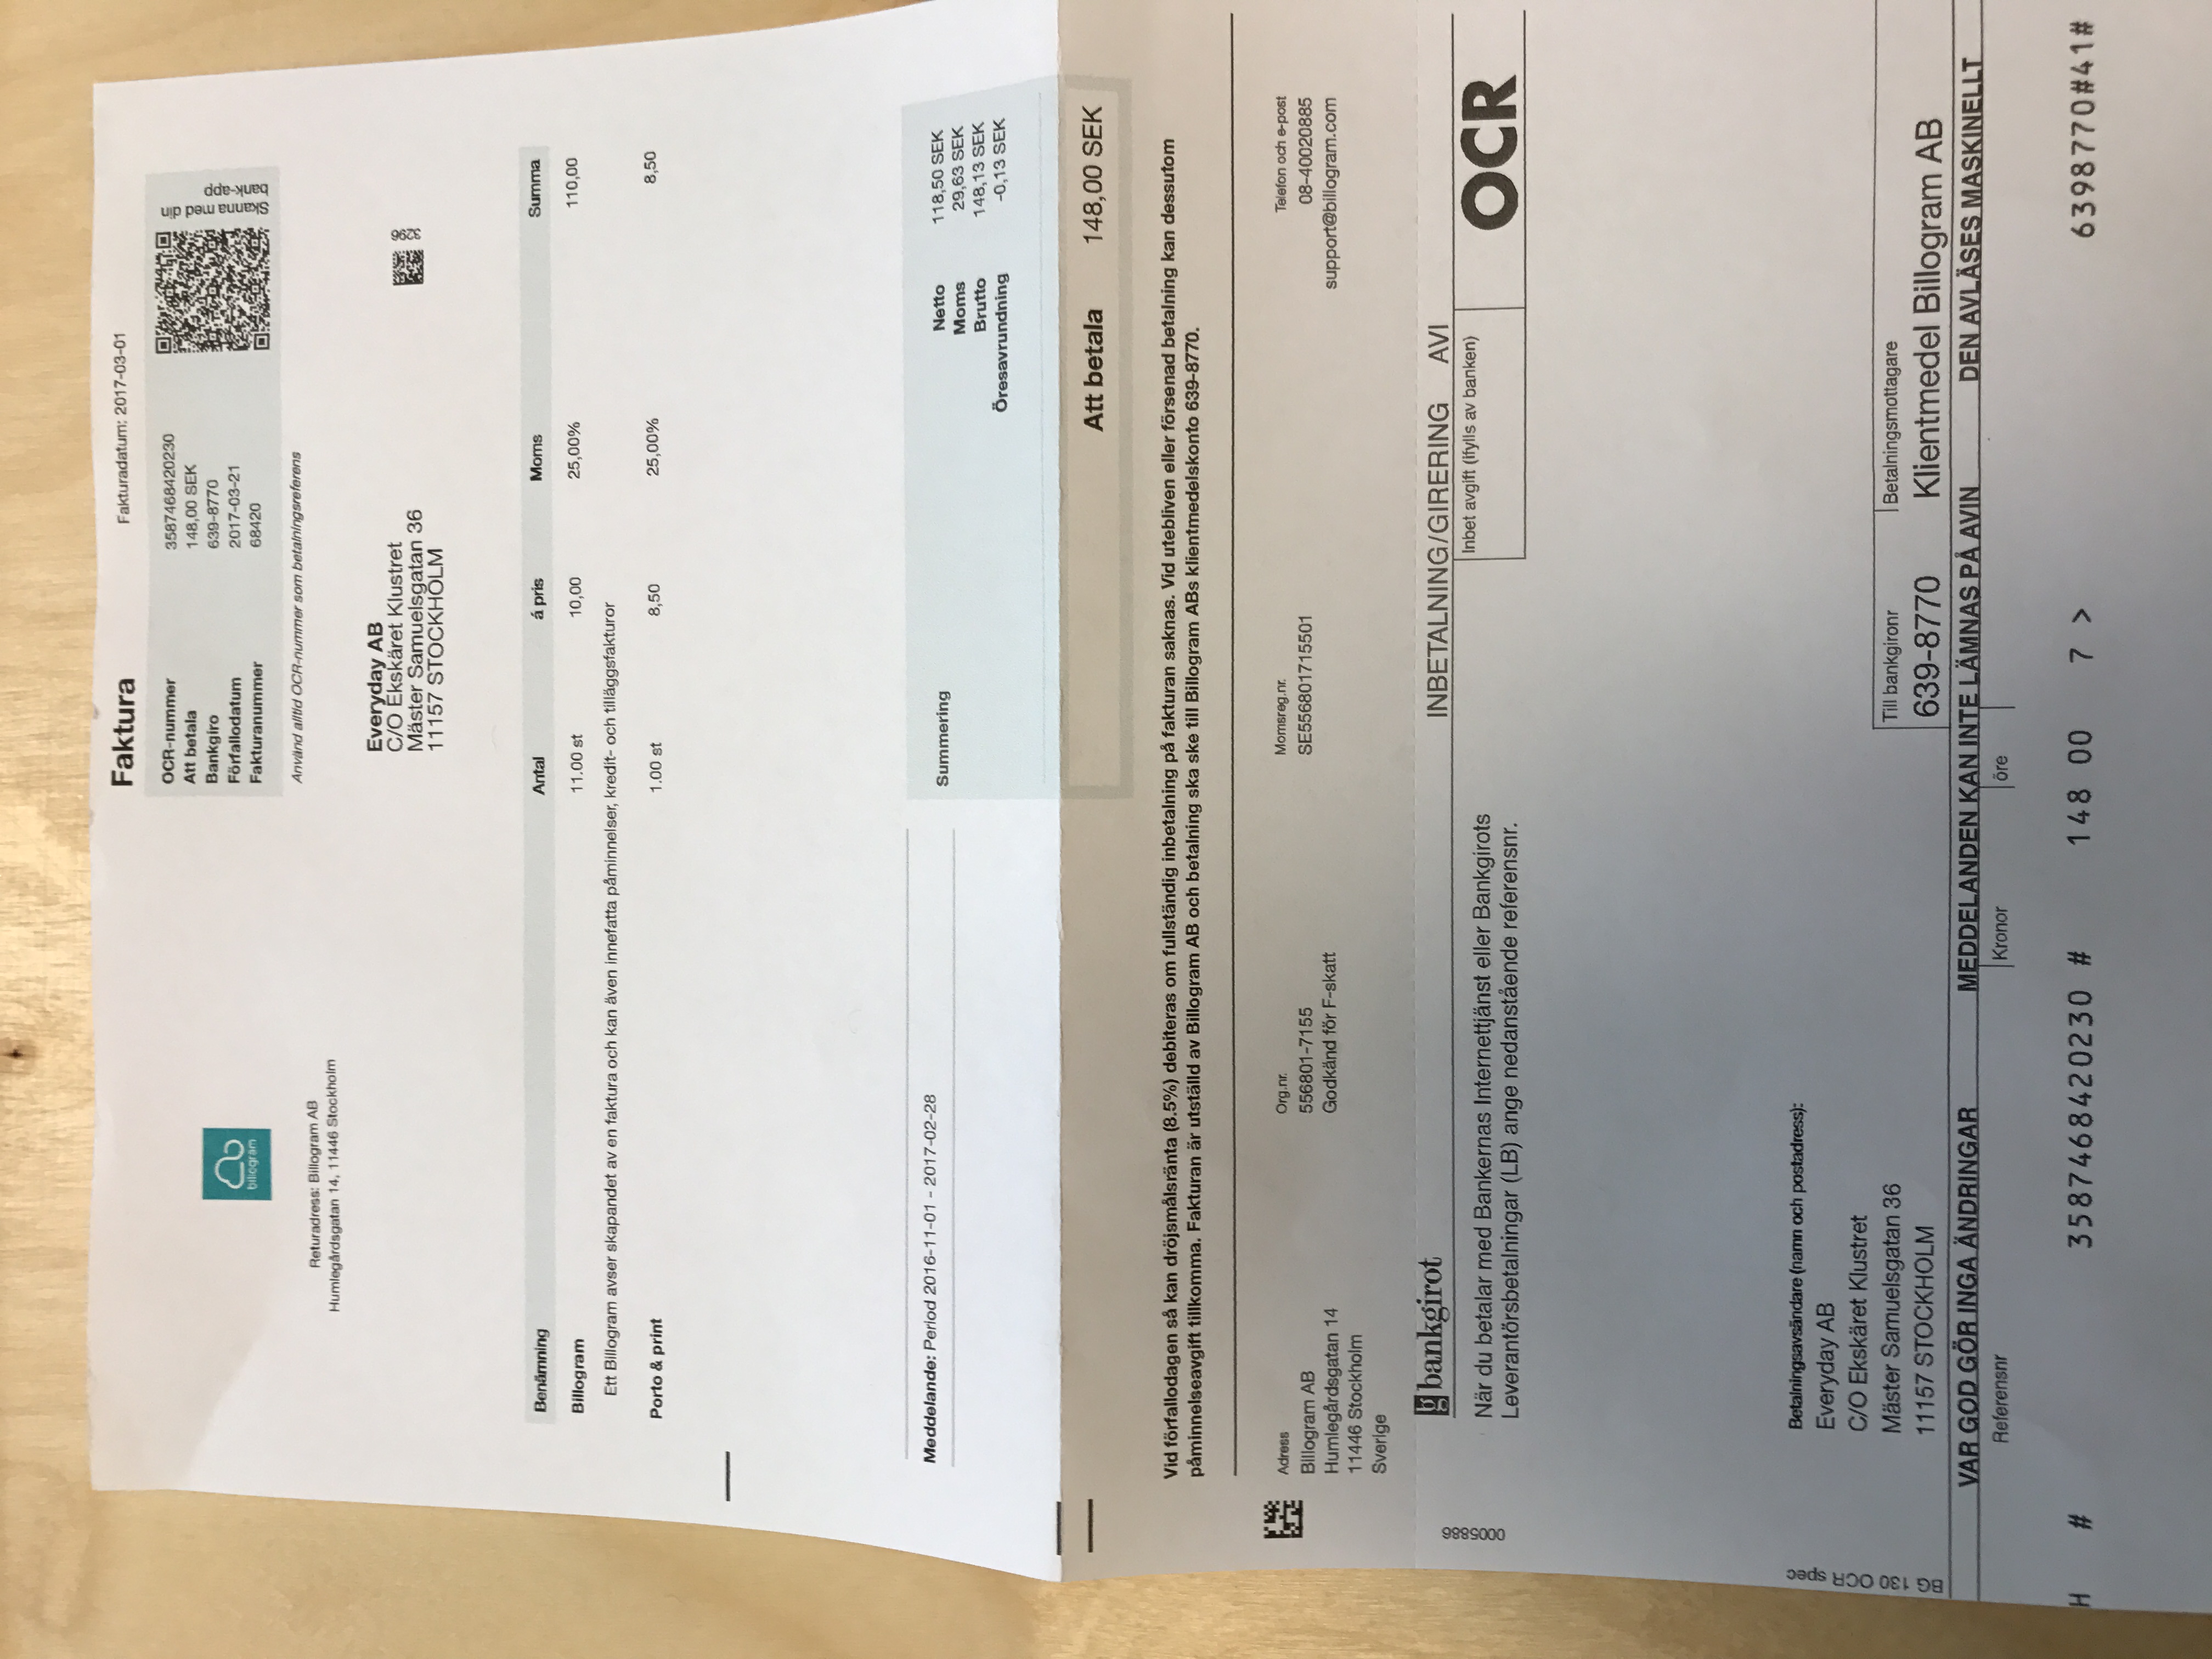 Faktura
Fakturadatum: 2017-03-01
OCR-nummer 3587468420230
Att betala 148,00 SEK
Bankgiro 639-8770
Förfallodatum 2017-03-21
Fakturanummer 68420
Skanna med din
bank-app
Använd alltid OCR-nummer som betalningsreferens
billogram
Returadress: Billogram AB
Humlegårdsgatan 14, 11446 Stockholm
Everyday AB
C/O Ekskäret Klustret
Mäster Samuelsgatan 36
11157 STOCKHOLM
3296
Benämning Antal á pris Moms Summa
Billogram 11.00 st 10,00 25,00% 110,00
Ett Billogram avser skapandet av en faktura och kan även innefatta påminnelser, kredit- och tilläggsfakturor
Porto & print 1.00 st 8,50 25,00% 8,50
Meddelande: Period 2016-11-01 - 2017-02-28
Summering
Netto 118,50 SEK
Moms 29,63 SEK
Brutto 148,13 SEK
Öresavrundning -0,13 SEK
Att betala 148,00 SEK
Vid förfallodagen så kan dröjsmålsränta (8.5%) debiteras om fullständig inbetalning på fakturan saknas. Vid utebliven eller försenad betalning kan dessutom
påminnelseavgift tillkomma. Fakturan är utställd av Billogram AB och betalning ska ske till Billogram ABs klientmedelskonto 639-8770.
Adress Org.nr. Momsreg.nr. Telefon och e-post
Billogram AB 556801-7155 SE556801715501 08-40020885
Humlegårdsgatan 14 Godkänd för F-skatt support@billogram.com
11446 Stockholm
Sverige
0005886
g bankgirot
INBETALNING/GIRERING AVI
När du betalar med Bankernas Internettjänst eller Bankgirots
Leverantörsbetalningar (LB) ange nedanstående referensnr.
Inbet avgift (ifylls av banken)
OCR
BG 130 OCR spec
Betalningsavsändare (namn och postadress):
Everyday AB
C/O Ekskäret Klustret
Mäster Samuelsgatan 36
11157 STOCKHOLM
Till bankgironr Betalningsmottagare
639-8770 Klientmedel Billogram AB
VAR GOD GÖR INGA ÄNDRINGAR MEDDELANDEN KAN INTE LÄMNAS PÅ AVIN DEN AVLÄSES MASKINELLT
Referensnr Kronor öre
H # 3587468420230 # 148 00 7 > 6398770#41#